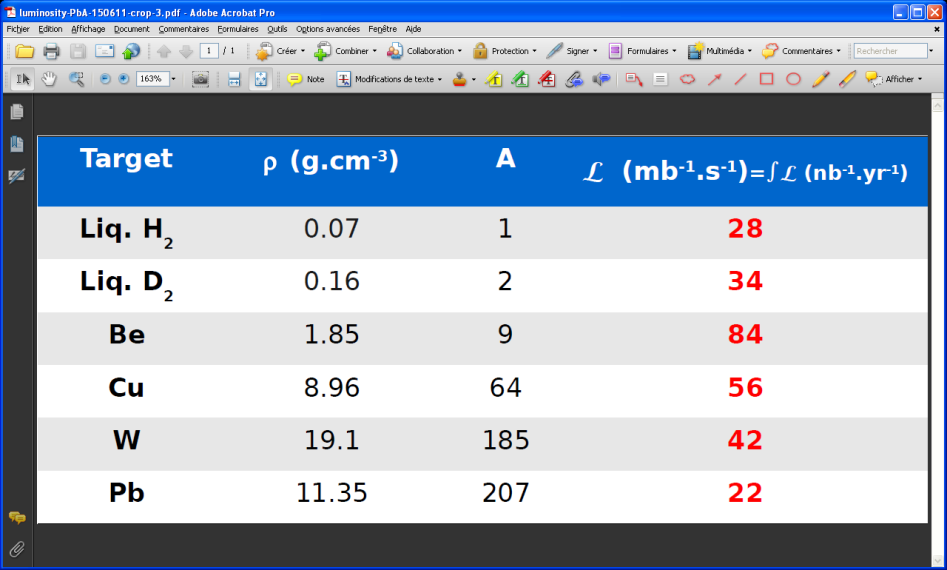 luminosity-PbA-150611-crop-3.pdf - Adobe Acrobat Pro
Fichier Edition Affichage Document Commentaires Formulaires Outils Options avancées Fenêtre Aide
1 / 1 Créer Combiner Collaboration Protection Signer Formulaires Multimédia Commentaires Rechercher
163% Note Modifications de texte Afficher
Target ρ (g.cm⁻³) A ℒ (mb⁻¹.s⁻¹)=∫ℒ (nb⁻¹.yr⁻¹)
Liq. H₂ 0.07 1 28
Liq. D₂ 0.16 2 34
Be 1.85 9 84
Cu 8.96 64 56
W 19.1 185 42
Pb 11.35 207 22